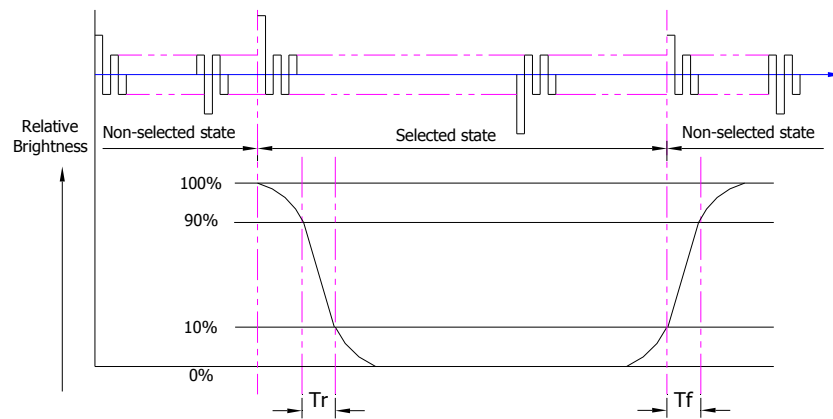 Relative
Brightness
Non-selected state
Selected state
Non-selected state
100%
90%
10%
0%
Tr
Tf